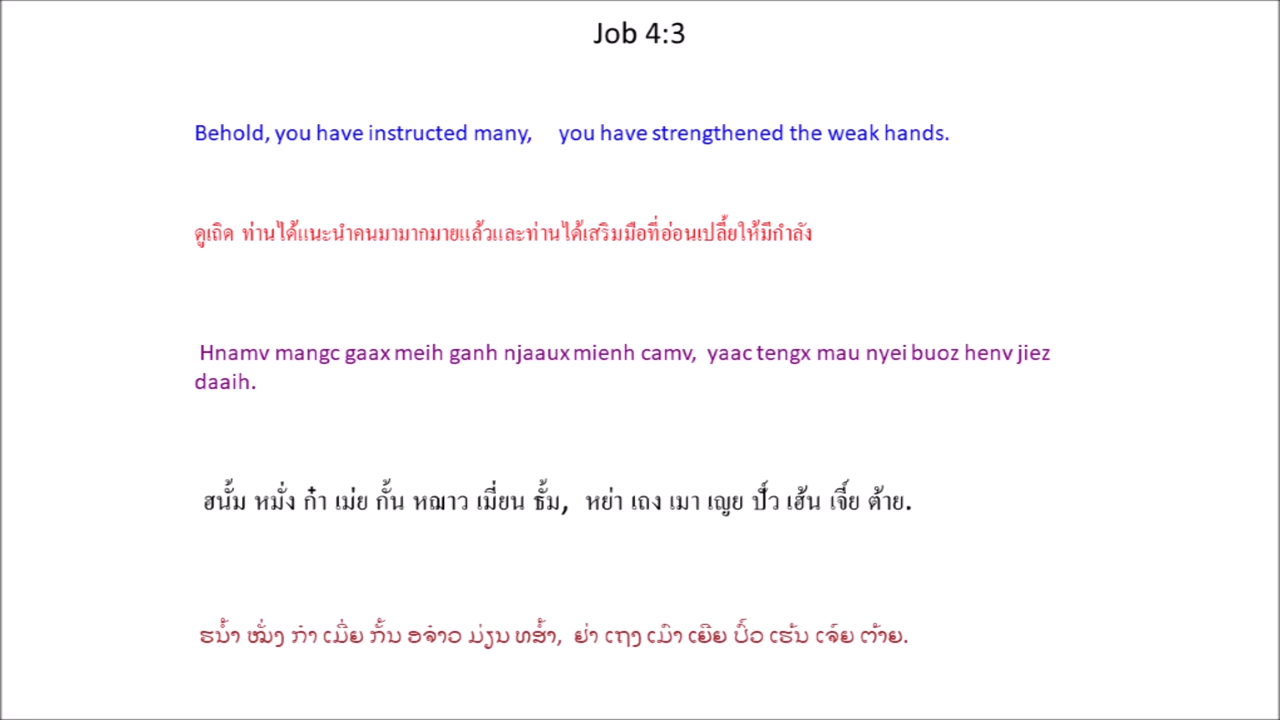 Job 4:3
Behold, you have instructed many, you have strengthened the weak hands.
ดูเถิด ท่านได้แนะนำคนมามากมายแล้วและท่านได้เสริมมือที่อ่อนเปลี้ยให้มีกำลัง
Hnamv mangc gaax meih ganh njaaux mienh camv, yaac tengx mau nyei buoz henv jiez
daaih.
ฮนั้ม หมั่ง ก๋า เม่ย กั้น หฌาว เมี่ยน ธั้ม, หย่า เถง เมา เญย ปั์ว เฮ้น เจี์ย ต้าย.
ຮນ້ຳ ໝັ່ງ ກ໋າ ເມີ່ຍ ກັ້ນ ອຈ໋າວ ມ່ຽນ ທສ້ຳ, ຢ່າ ເຖງ ເມົາ ເຍີຍ ບົ໌ວ ເຮ້ນ ເຈ໌ຍ ຕ້າຍ.